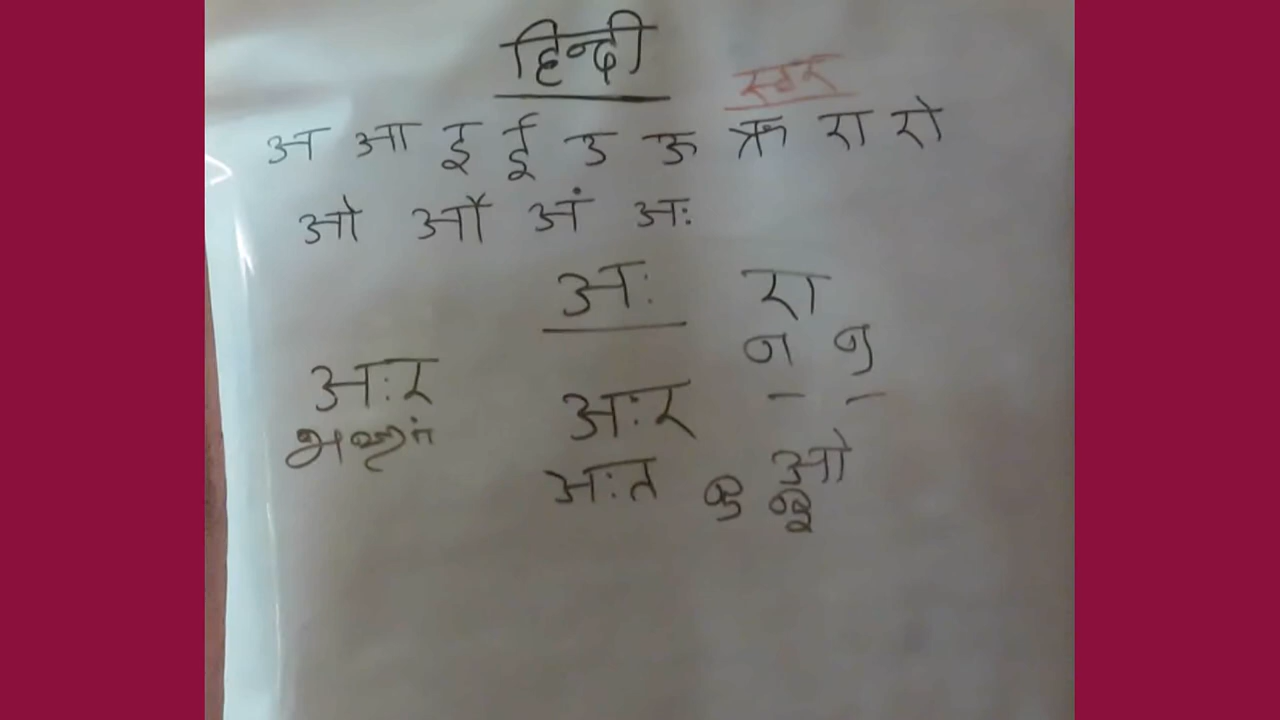 हिन्दी
स्वर
अ आ इ ई उ ऊ ऋ रा रो
ओ औ अं अः
अः रा
अःर
अःर
अःत
ओ